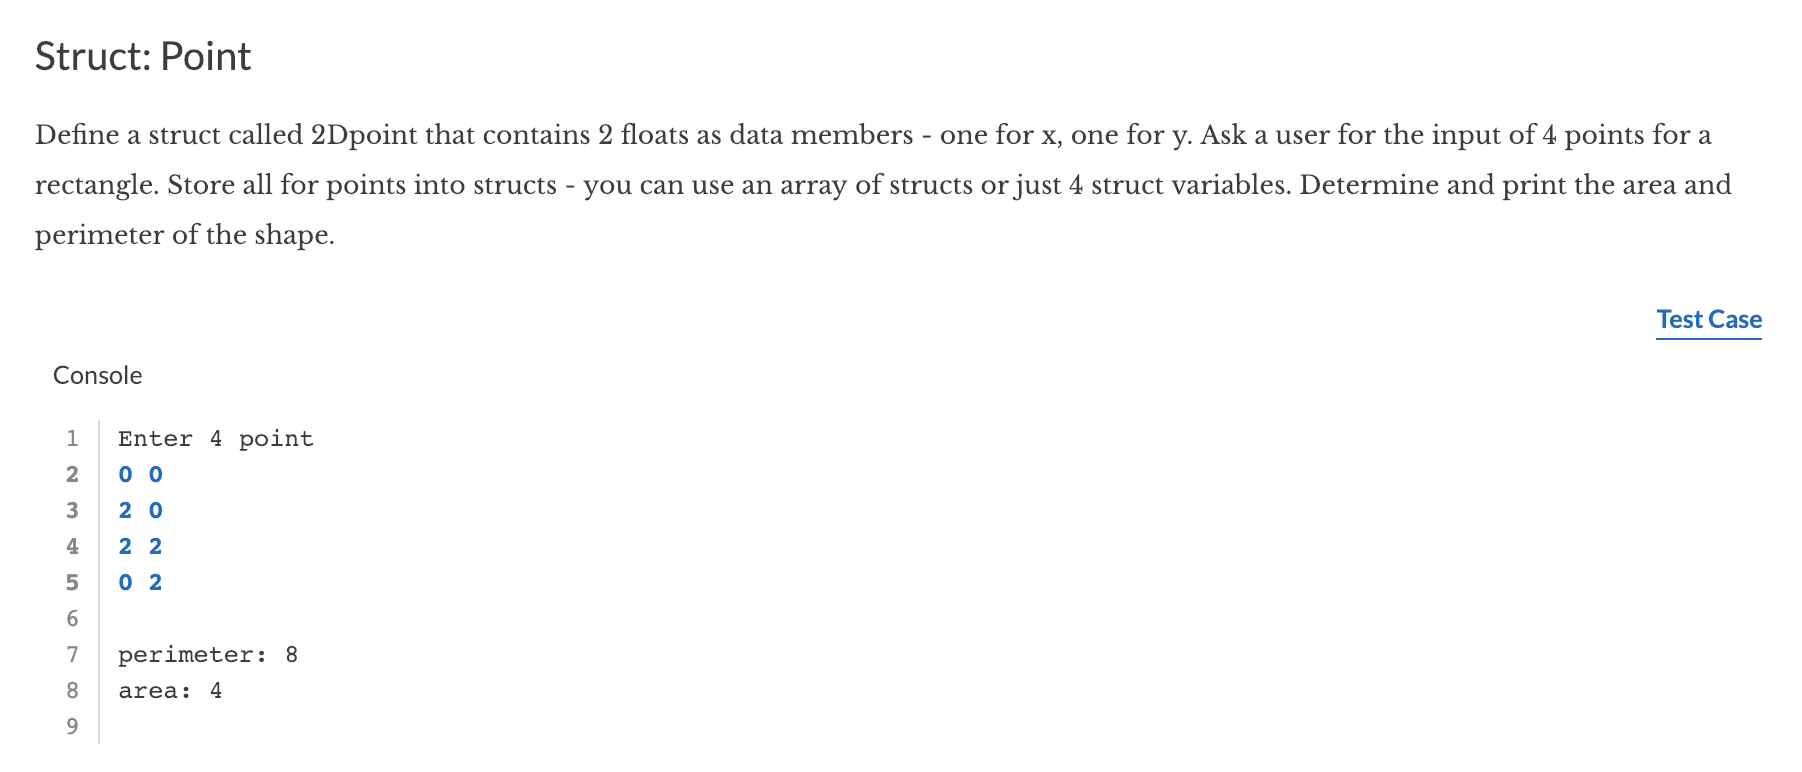 Struct: Point
Define a struct called 2Dpoint that contains 2 floats as data members - one for x, one for y. Ask a user for the input of 4 points for a
rectangle. Store all for points into structs - you can use an array of structs or just 4 struct variables. Determine and print the area and
perimeter of the shape.
Test Case
Console
1 Enter 4 point
2 0 0
3 2 0
4 2 2
5 0 2
6
7 perimeter: 8
8 area: 4
9